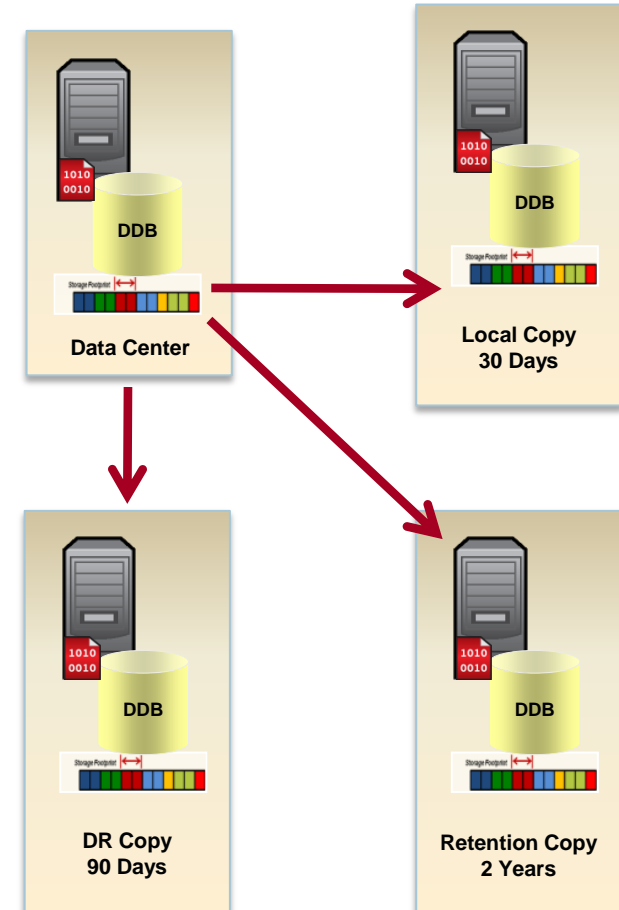 1010
0010
DDB
Storage Footprint
Data Center
1010
0010
DDB
Storage Footprint
Local Copy
30 Days
1010
0010
DDB
Storage Footprint
DR Copy
90 Days
1010
0010
DDB
Storage Footprint
Retention Copy
2 Years